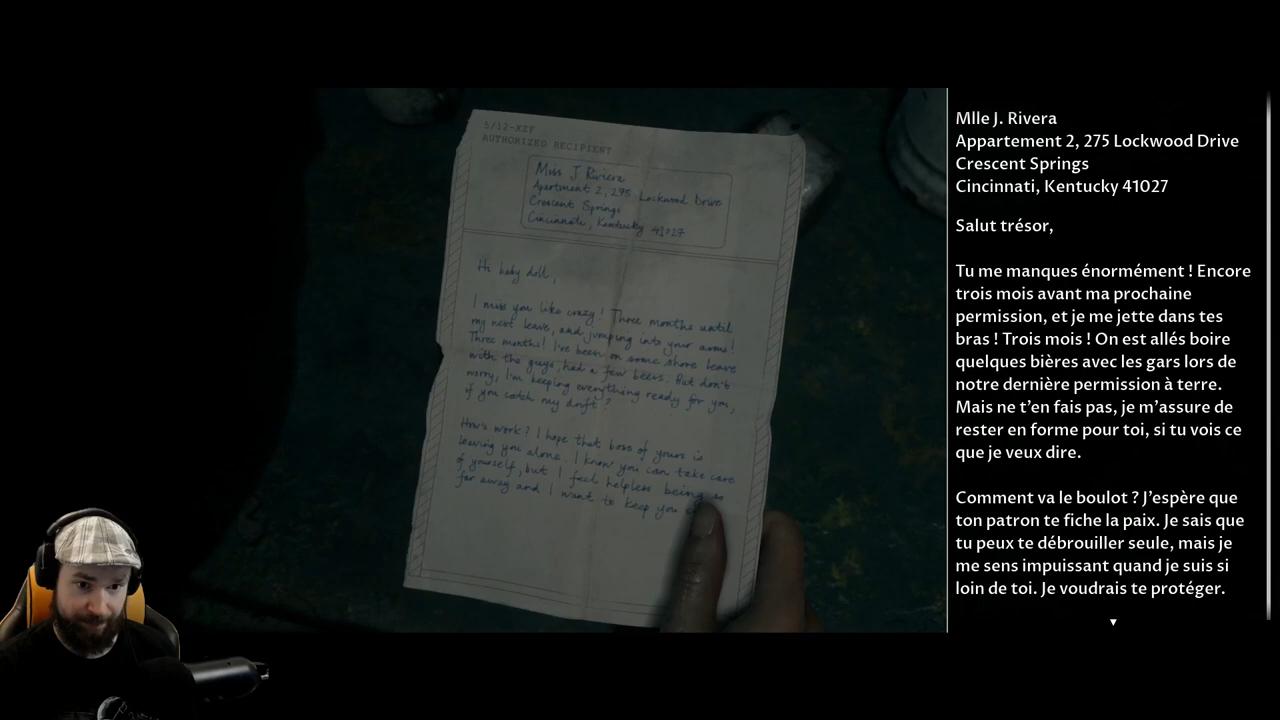 5/12-XZF
AUTHORIZED RECIPIENT
Miss J Riviera
Apartment 2, 275 Lockwood Drive
Crescent Springs
Cincinnati, Kentucky 41027
Hi baby doll,
I miss you like crazy! Three months until
my next leave, and jumping into your arms!
Three months! I've been on some shore leave
with the guys, had a few beers. But don't
worry, I'm keeping everything ready for you,
if you catch my drift?
How's work? I hope that boss of yours is
leaving you alone. I know you can take care
of yourself, but I feel helpless being so
far away and I want to keep you
Mlle J. Rivera
Appartement 2, 275 Lockwood Drive
Crescent Springs
Cincinnati, Kentucky 41027
Salut trésor,
Tu me manques énormément ! Encore
trois mois avant ma prochaine
permission, et je me jette dans tes
bras ! Trois mois ! On est allés boire
quelques bières avec les gars lors de
notre dernière permission à terre.
Mais ne t'en fais pas, je m'assure de
rester en forme pour toi, si tu vois ce
que je veux dire.
Comment va le boulot ? J'espère que
ton patron te fiche la paix. Je sais que
tu peux te débrouiller seule, mais je
me sens impuissant quand je suis si
loin de toi. Je voudrais te protéger.